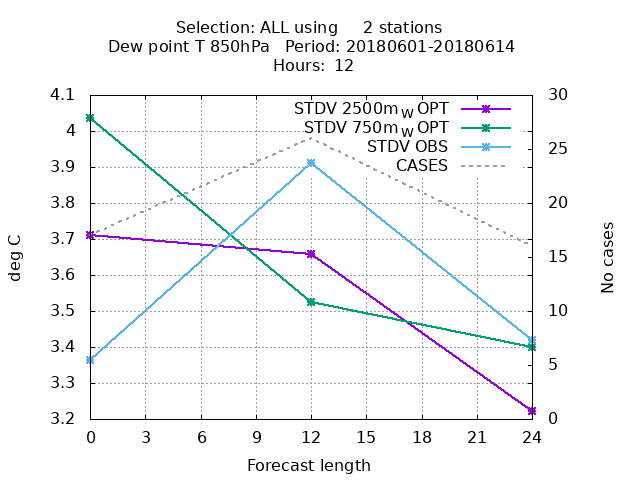 Selection: ALL using     2 stations
Dew point T 850hPa   Period: 20180601-20180614
Hours: 12
STDV 2500m_W OPT
STDV 750m_W OPT
STDV OBS
CASES
4.1
4
3.9
3.8
3.7
3.6
3.5
3.4
3.3
3.2
deg C
30
25
20
15
10
5
0
No cases
0 3 6 9 12 15 18 21 24
Forecast length